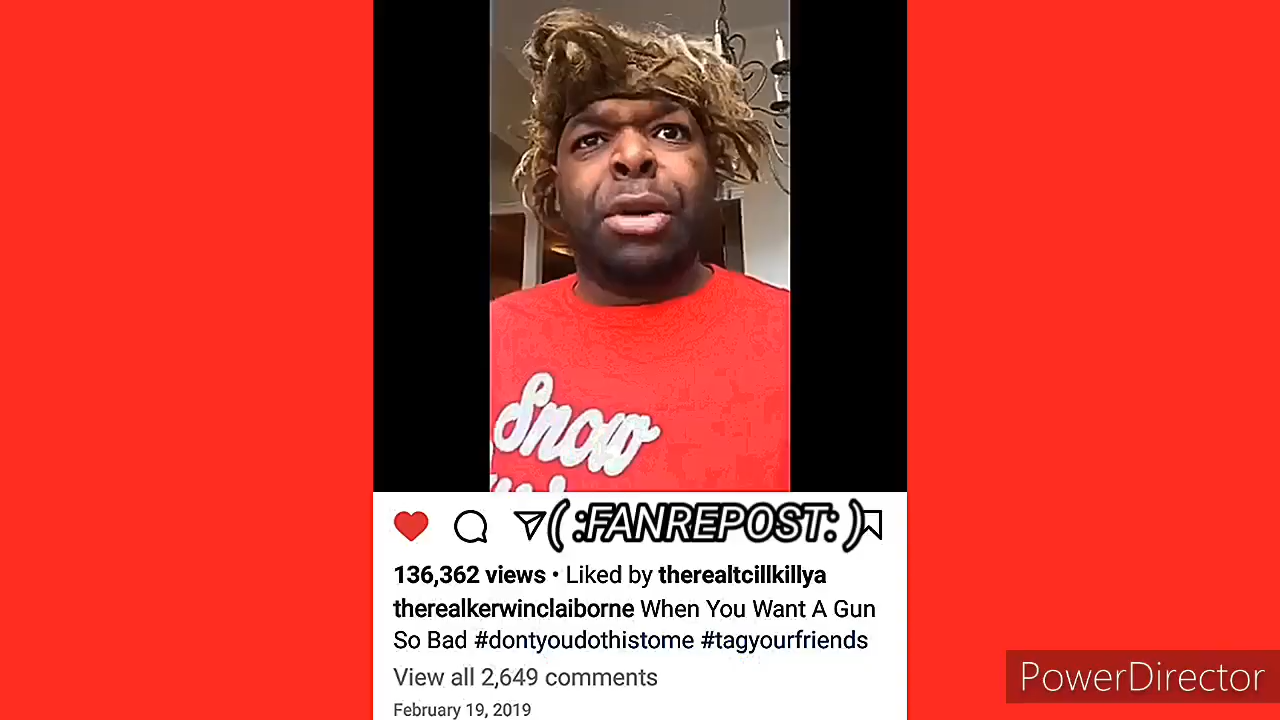 Snow
( :FANREPOST: )
136,362 views • Liked by therealtcillkillya
therealkerwinclaiborne When You Want A Gun
So Bad #dontyoudothistome #tagyourfriends
View all 2,649 comments
February 19, 2019
PowerDirector